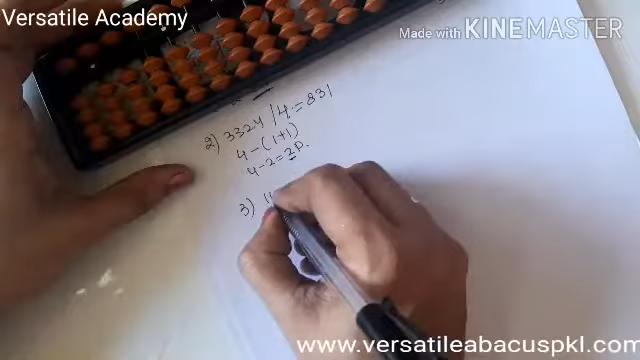 Versatile Academy
Made with KINEMASTER
2) 3324 / 4 = 831
4 - (1+1)
4 - 2 = 2P.
3) 11
www.versatileabacuspkl.com